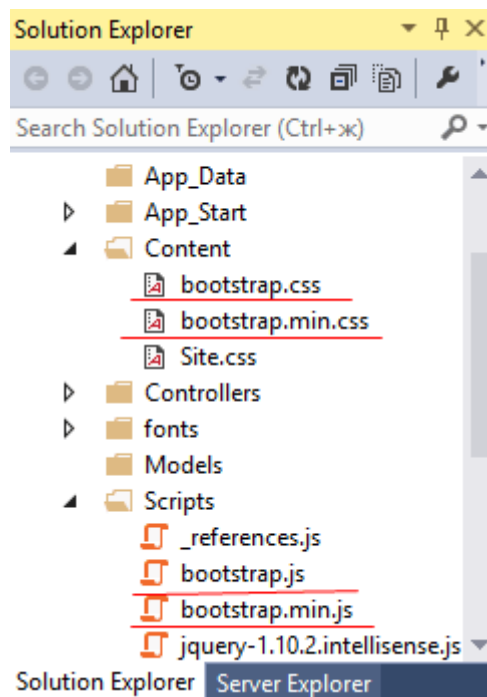 Solution Explorer
Search Solution Explorer (Ctrl+ж)
App_Data
App_Start
Content
bootstrap.css
bootstrap.min.css
Site.css
Controllers
fonts
Models
Scripts
_references.js
bootstrap.js
bootstrap.min.js
jquery-1.10.2.intellisense.js
Solution Explorer Server Explorer